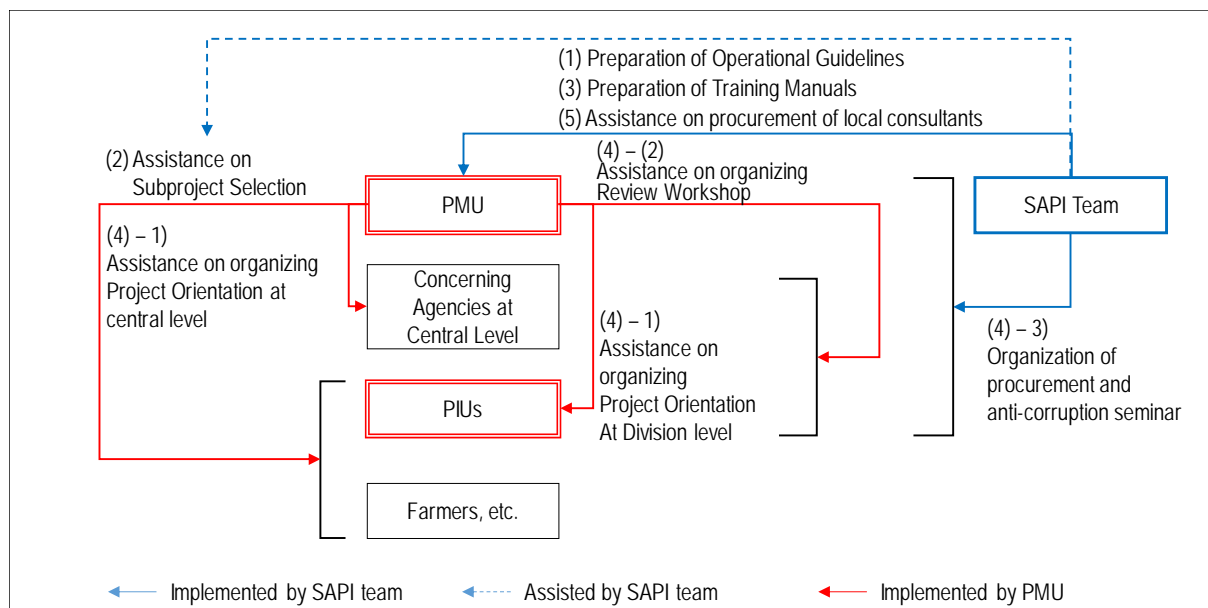 (1) Preparation of Operational Guidelines
(3) Preparation of Training Manuals
(5) Assistance on procurement of local consultants
(2) Assistance on
Subproject Selection
(4) – (2)
Assistance on organizing
Review Workshop
PMU
SAPI Team
(4) – 1)
Assistance on organizing
Project Orientation at
central level
Concerning
Agencies at
Central Level
(4) – 1)
Assistance on
organizing
Project Orientation
At Division level
(4) – 3)
Organization of
procurement and
anti-corruption seminar
PIUs
Farmers, etc.
Implemented by SAPI team
Assisted by SAPI team
Implemented by PMU